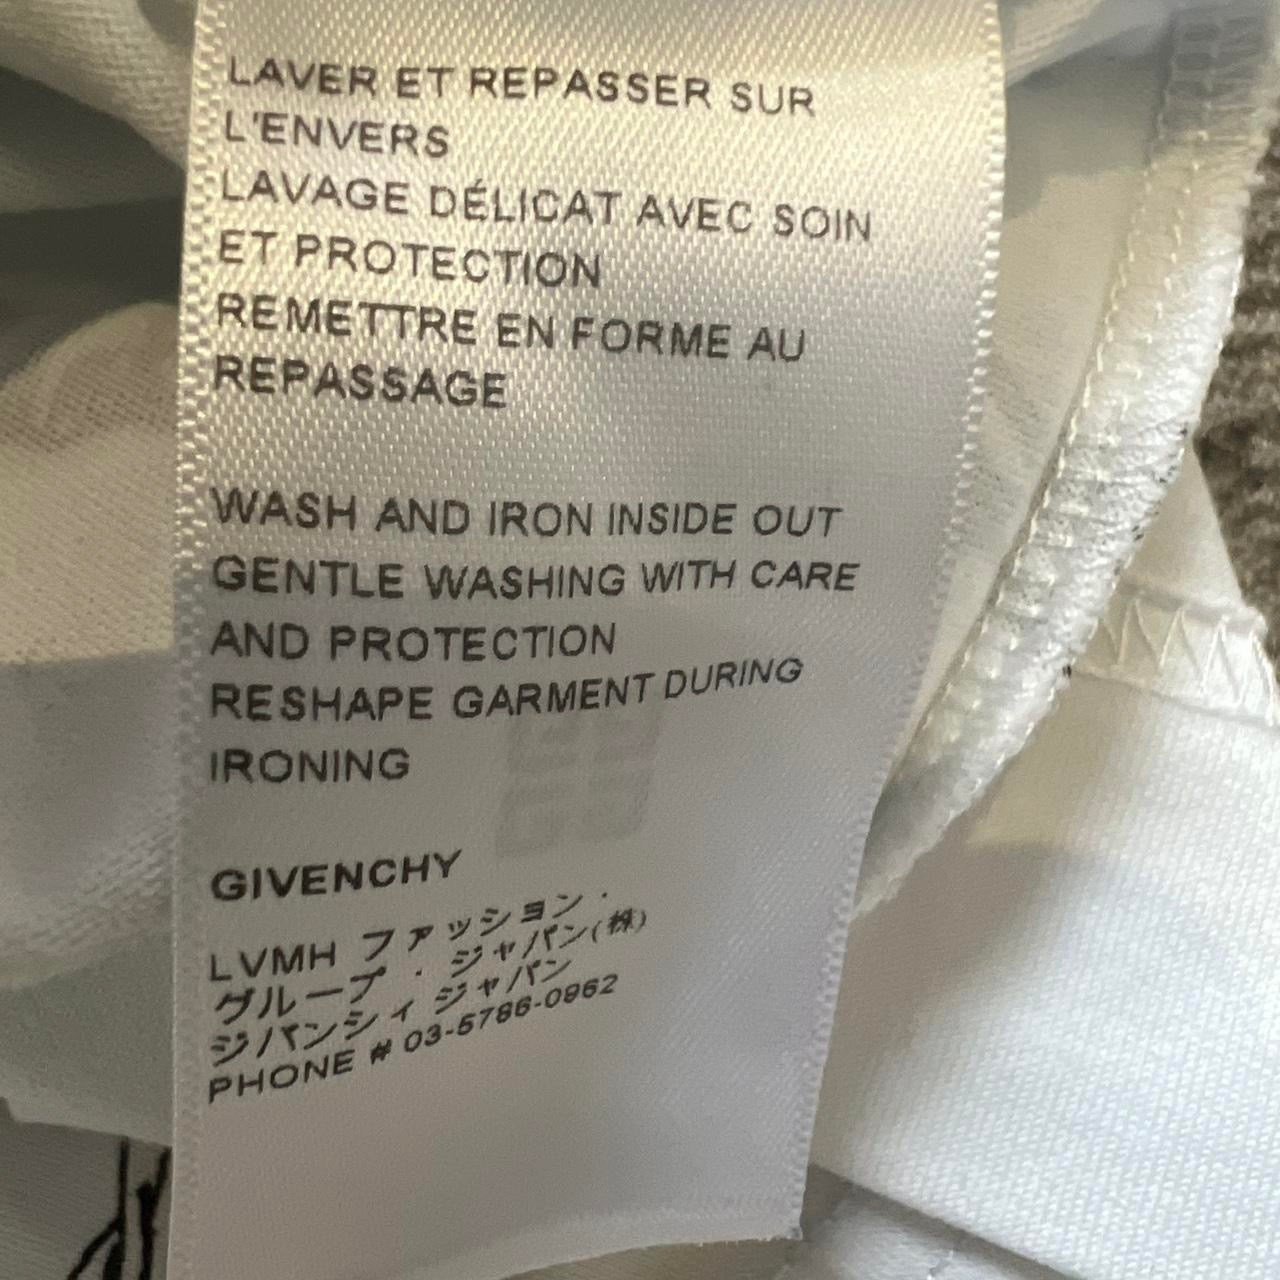 LAVER ET REPASSER SUR
L'ENVERS
LAVAGE DÉLICAT AVEC SOIN
ET PROTECTION
REMETTRE EN FORME AU
REPASSAGE
WASH AND IRON INSIDE OUT
GENTLE WASHING WITH CARE
AND PROTECTION
RESHAPE GARMENT DURING
IRONING
GIVENCHY
LVMH ファッション・
グループ・ジャパン(株)
ジバンシィ ジャパン
PHONE # 03-5786-0962